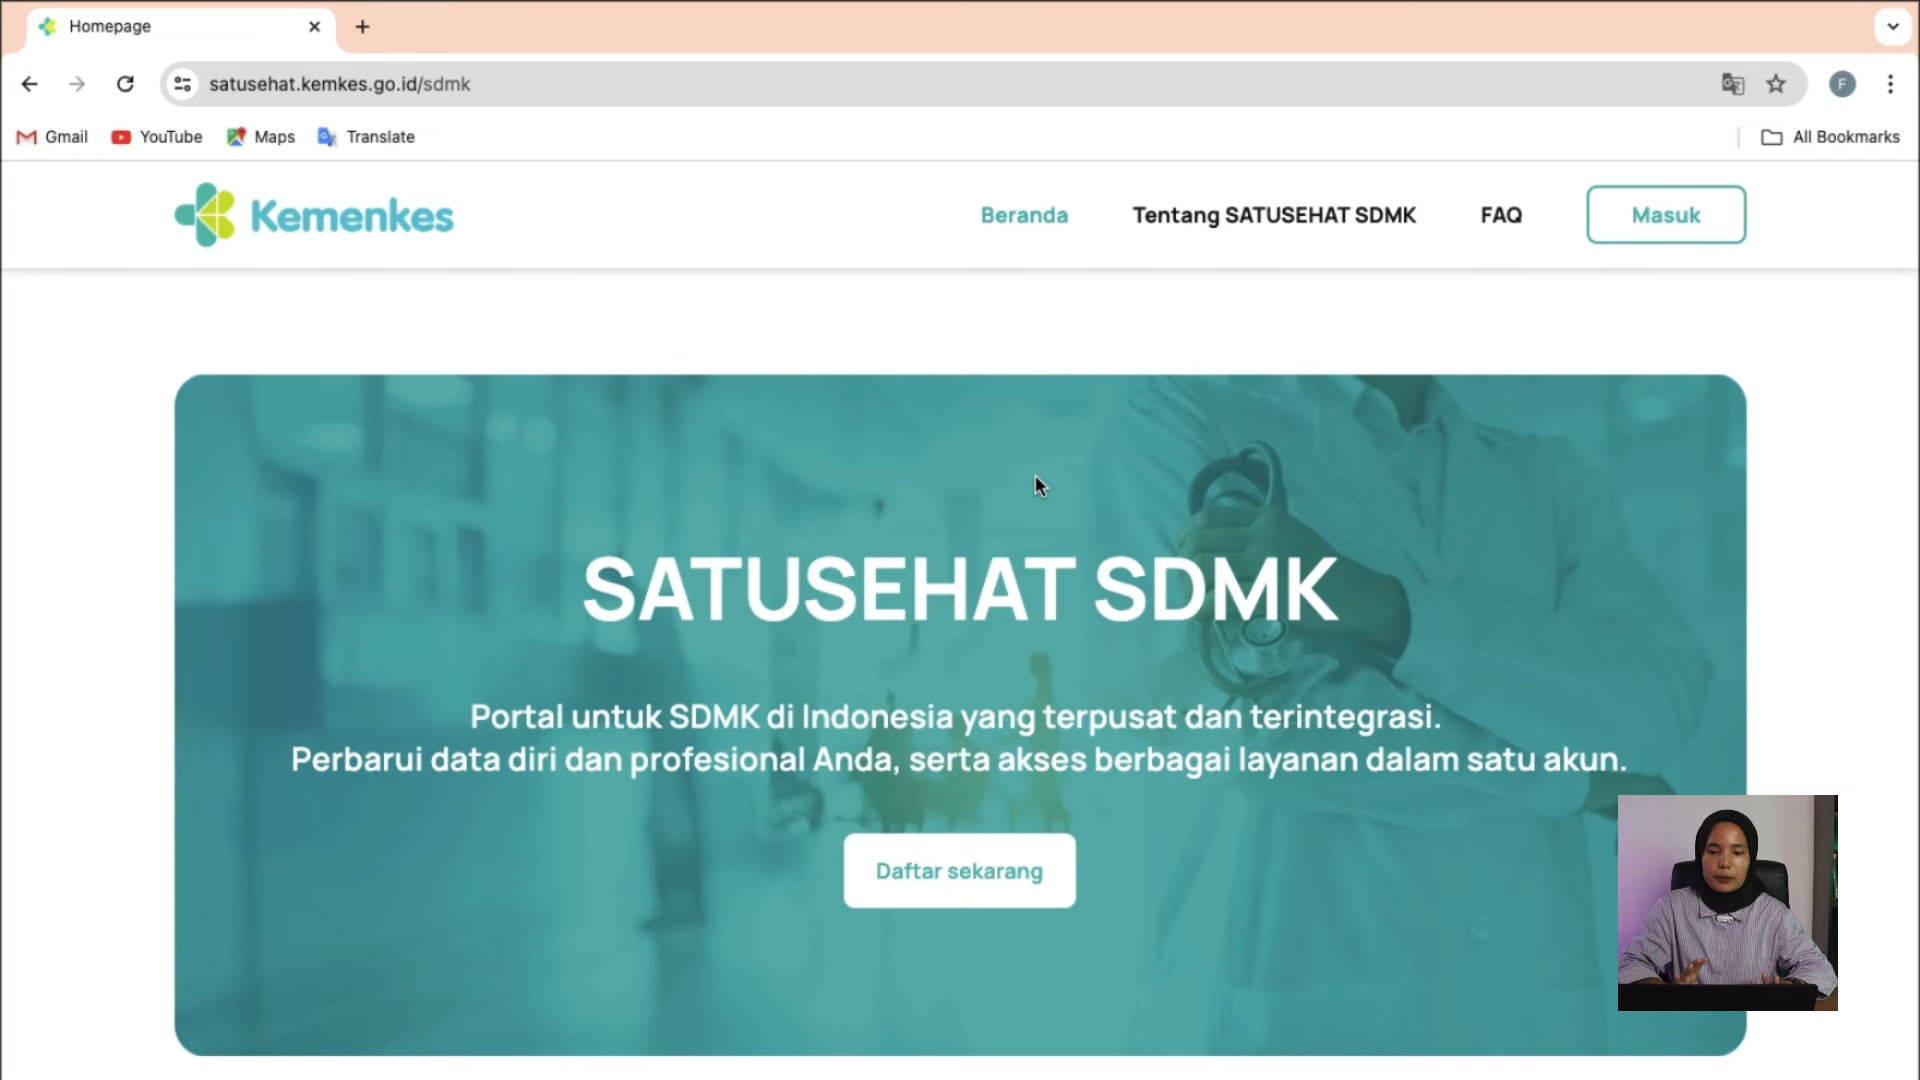 Homepage
satusehat.kemkes.go.id/sdmk
F
Gmail YouTube Maps Translate All Bookmarks
Kemenkes Beranda Tentang SATUSEHAT SDMK FAQ Masuk
SATUSEHAT SDMK
Portal untuk SDMK di Indonesia yang terpusat dan terintegrasi.
Perbarui data diri dan profesional Anda, serta akses berbagai layanan dalam satu akun.
Daftar sekarang